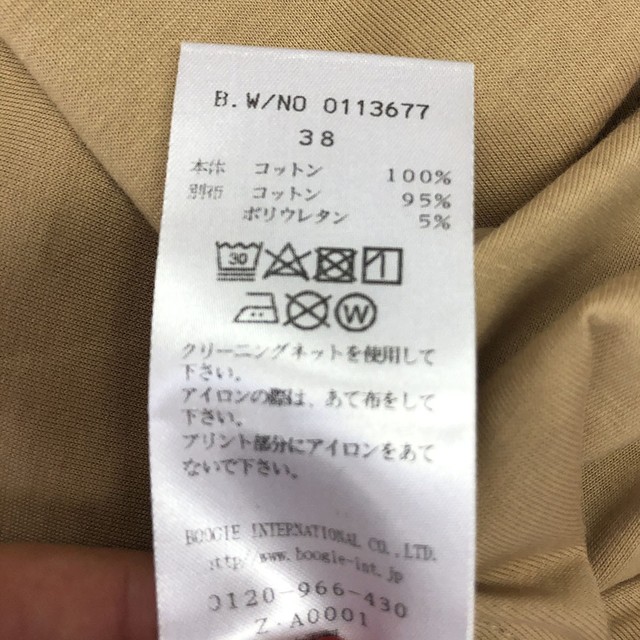 B.W/NO 0113677
38
本体 コットン 100%
別布 コットン 95%
ポリウレタン 5%
30
W
クリーニングネットを使用して
下さい。
アイロンの際は、あて布をして
下さい。
プリント部分にアイロンをあて
ないで下さい。
BOOGIE INTERNATIONAL CO.,LTD.
http://www.boogie-int.jp
0120-966-430
Z-A0001